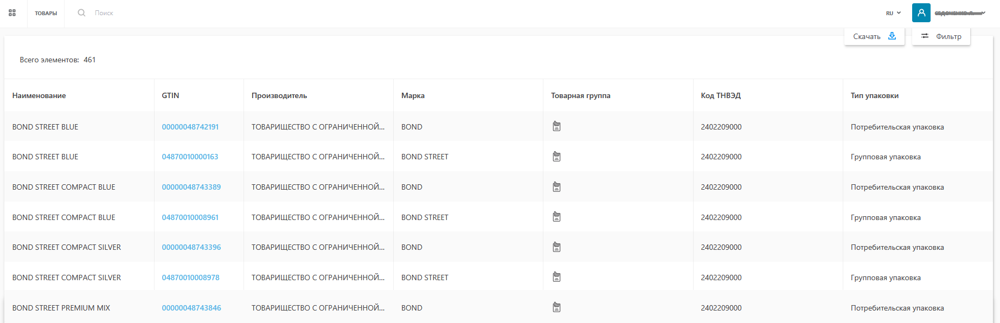 ТОВАРЫ Поиск RU
Скачать Фильтр
Всего элементов: 461
Наименование GTIN Производитель Марка Товарная группа Код ТНВЭД Тип упаковки
BOND STREET BLUE 00000048742191 ТОВАРИЩЕСТВО С ОГРАНИЧЕННОЙ... BOND 2402209000 Потребительская упаковка
BOND STREET BLUE 04870010000163 ТОВАРИЩЕСТВО С ОГРАНИЧЕННОЙ... BOND STREET 2402209000 Групповая упаковка
BOND STREET COMPACT BLUE 00000048743389 ТОВАРИЩЕСТВО С ОГРАНИЧЕННОЙ... BOND 2402209000 Потребительская упаковка
BOND STREET COMPACT BLUE 04870010008961 ТОВАРИЩЕСТВО С ОГРАНИЧЕННОЙ... BOND STREET 2402209000 Групповая упаковка
BOND STREET COMPACT SILVER 00000048743396 ТОВАРИЩЕСТВО С ОГРАНИЧЕННОЙ... BOND 2402209000 Потребительская упаковка
BOND STREET COMPACT SILVER 04870010008978 ТОВАРИЩЕСТВО С ОГРАНИЧЕННОЙ... BOND STREET 2402209000 Групповая упаковка
BOND STREET PREMIUM MIX 00000048743846 ТОВАРИЩЕСТВО С ОГРАНИЧЕННОЙ... BOND 2402209000 Потребительская упаковка